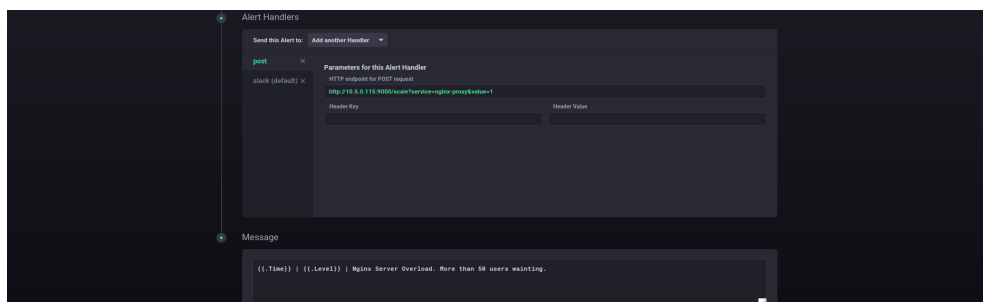 Alert Handlers
Send this Alert to: Add another Handler
post ×
slack (default) ×
Parameters for this Alert Handler
HTTP endpoint for POST request
http://10.5.0.115:9000/scale?service=nginx-proxy&value=1
Header Key Header Value
Message
{{.Time}} | {{.Level}} | Nginx Server Overload. More than 50 users wainting.